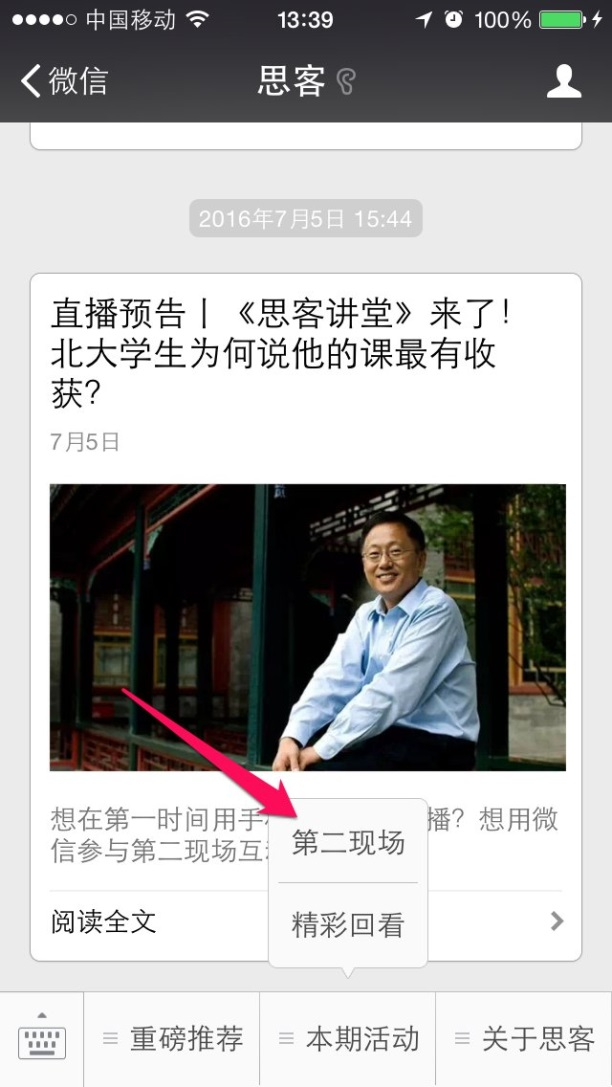 中国移动 13:39 100%
微信 思客
2016年7月5日 15:44
直播预告丨《思客讲堂》来了！
北大学生为何说他的课最有收
获？
7月5日
想在第一时间用手 播？想用微
信参与第二现场互
第二现场
精彩回看
阅读全文
重磅推荐 本期活动 关于思客